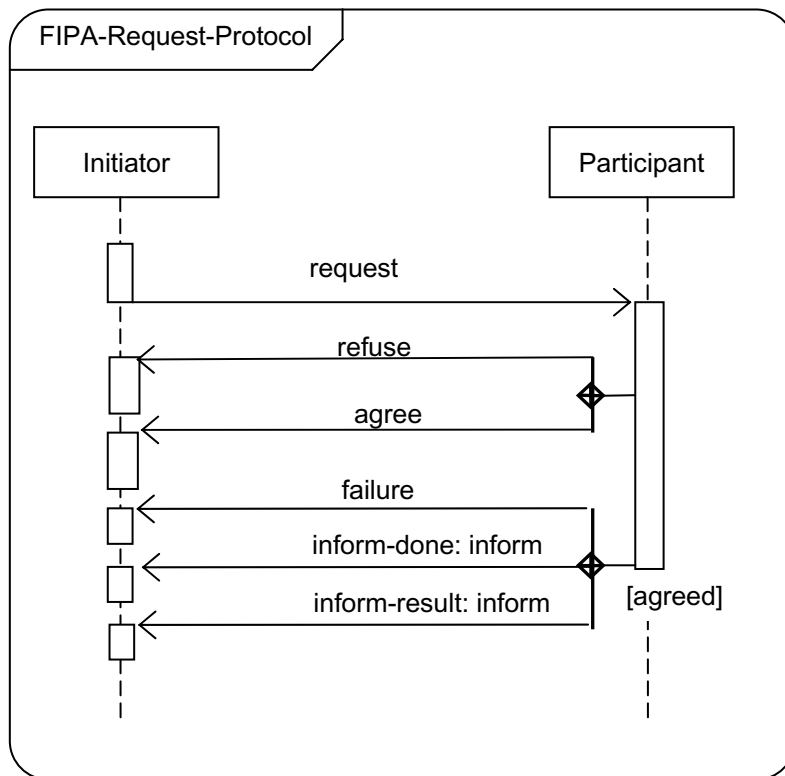 FIPA-Request-Protocol
Initiator
Participant
request
refuse
agree
failure
inform-done: inform
inform-result: inform
[agreed]